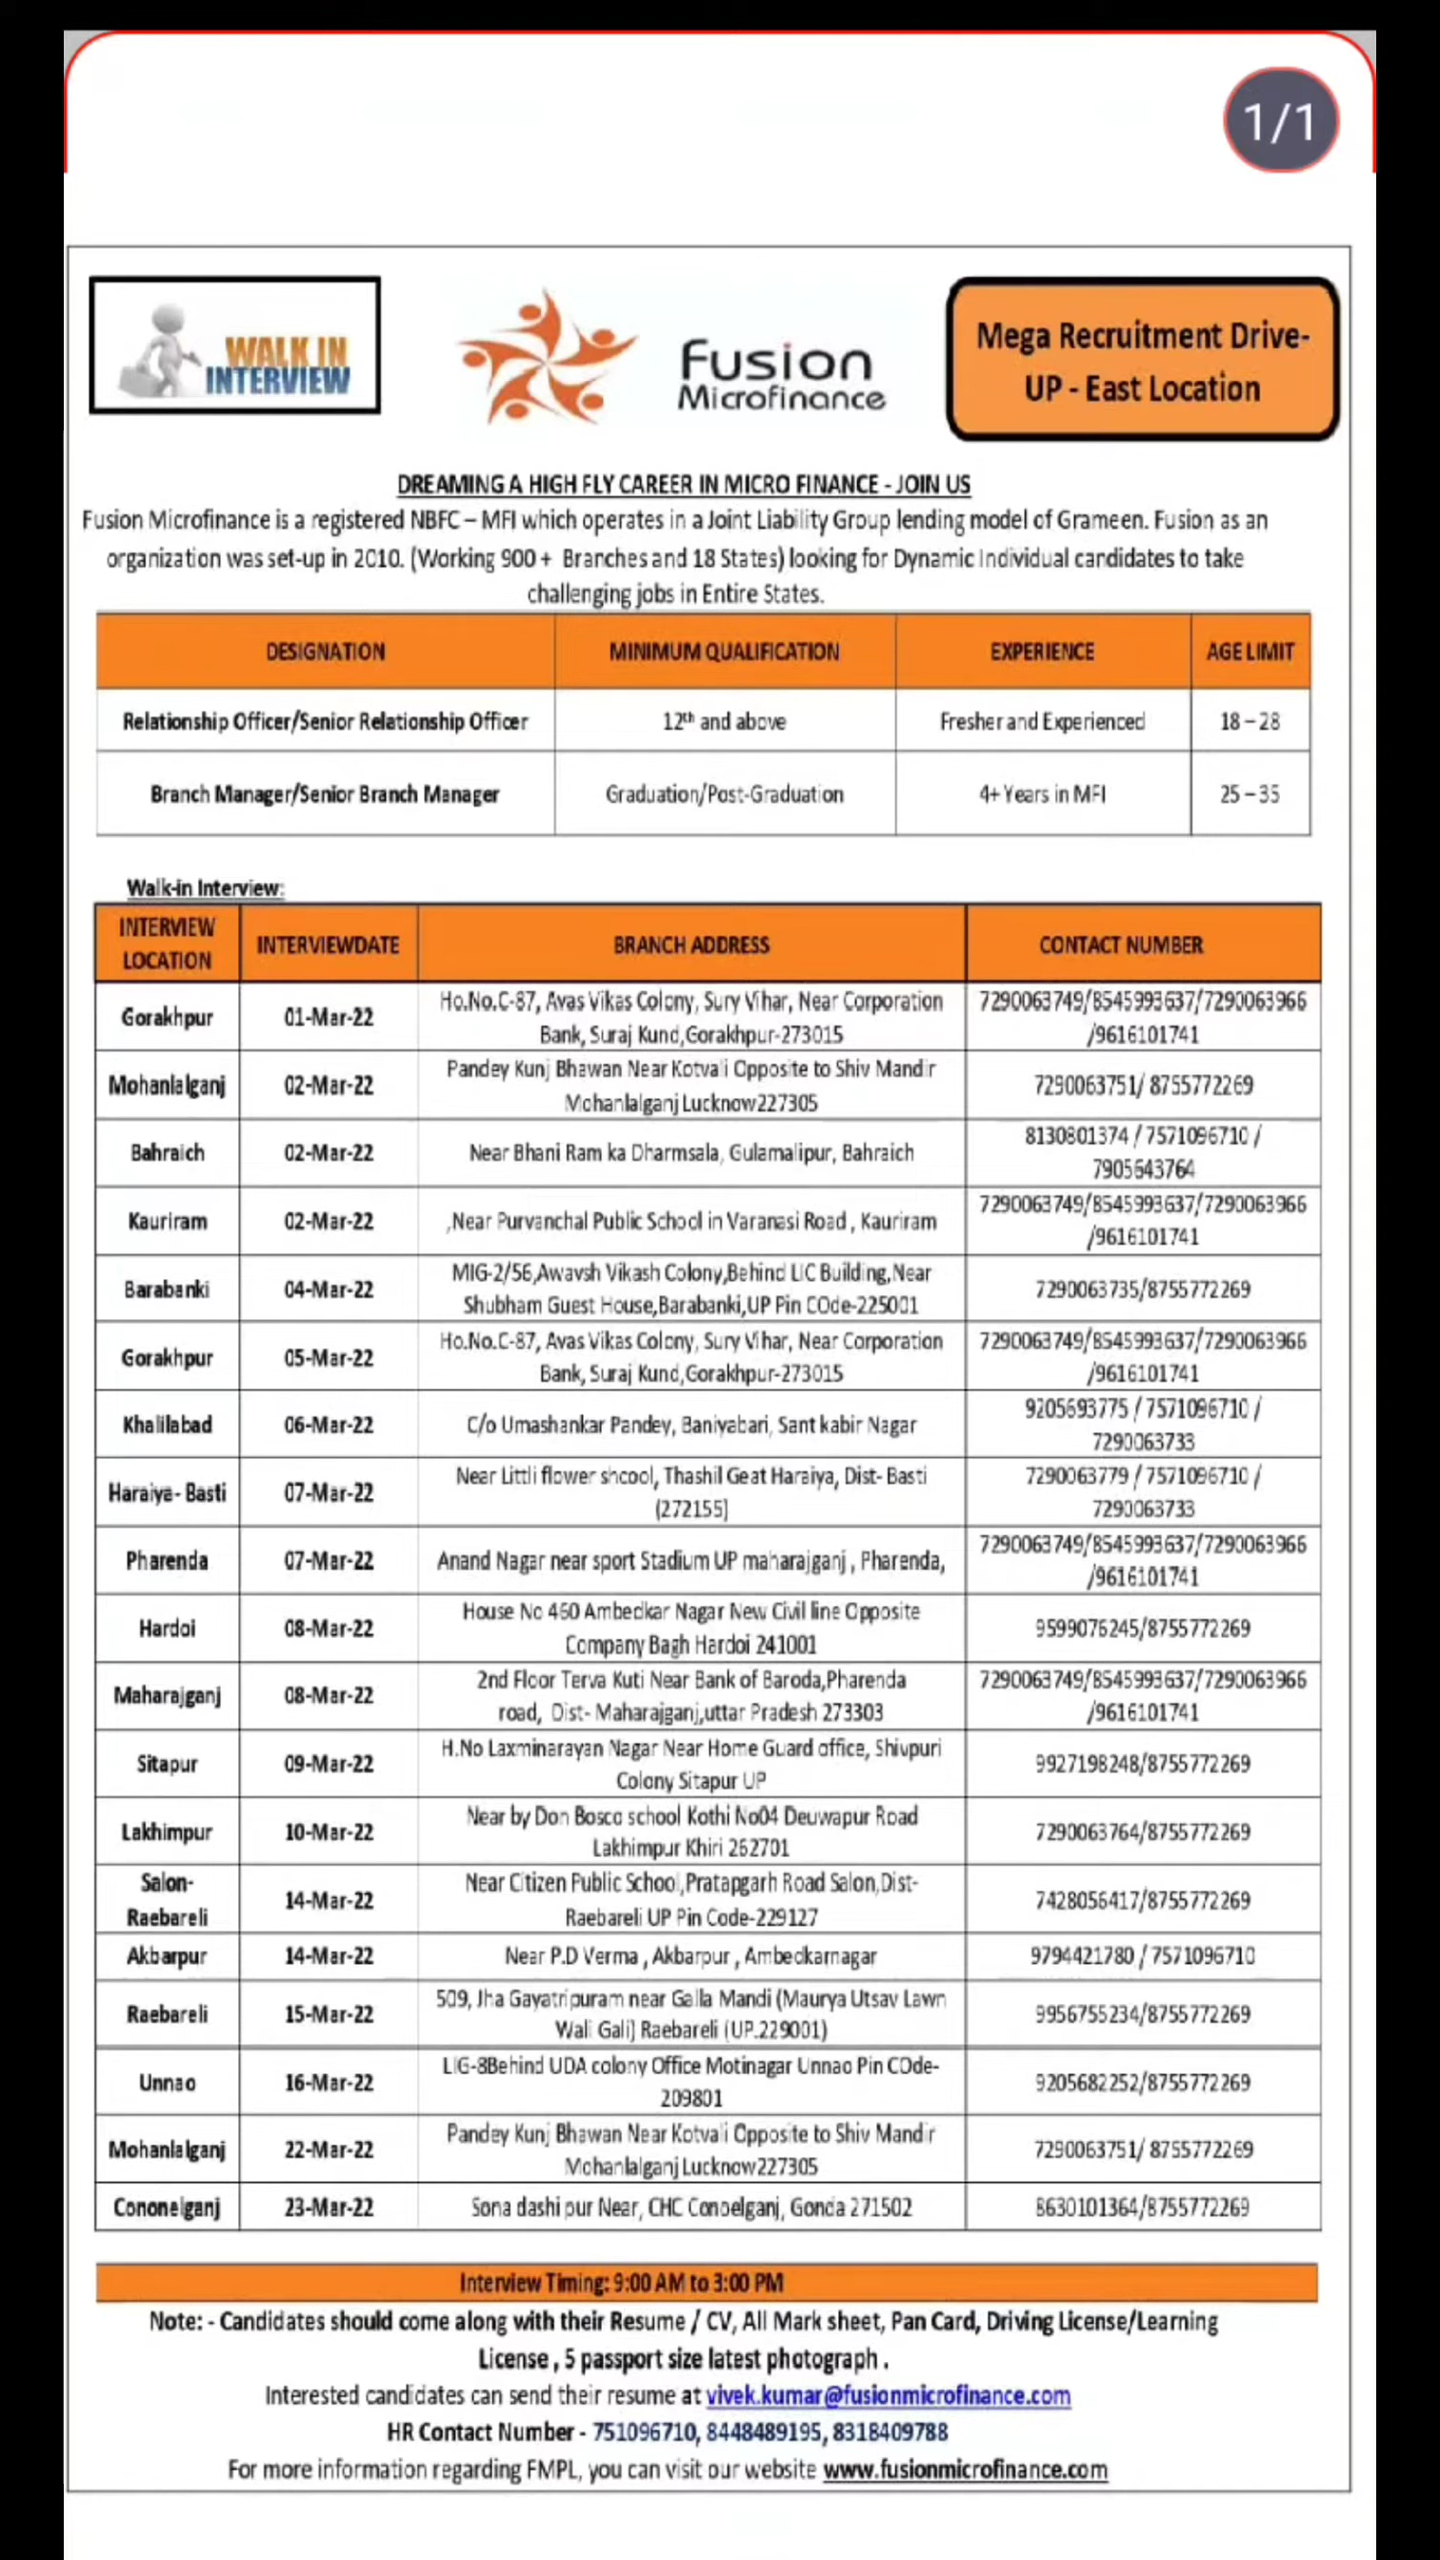 1/1
WALK IN
INTERVIEW
Fusion
Microfinance
Mega Recruitment Drive-
UP - East Location
DREAMING A HIGH FLY CAREER IN MICRO FINANCE - JOIN US
Fusion Microfinance is a registered NBFC – MFI which operates in a Joint Liability Group lending model of Grameen. Fusion as an
organization was set-up in 2010. (Working 900 + Branches and 18 States) looking for Dynamic Individual candidates to take
challenging jobs in Entire States.
DESIGNATION MINIMUM QUALIFICATION EXPERIENCE AGE LIMIT
Relationship Officer/Senior Relationship Officer 12th and above Fresher and Experienced 18 – 28
Branch Manager/Senior Branch Manager Graduation/Post-Graduation 4+ Years in MFI 25 – 35
Walk-in Interview:
INTERVIEW
LOCATION INTERVIEWDATE BRANCH ADDRESS CONTACT NUMBER
Gorakhpur 01-Mar-22 Ho.No.C-87, Avas Vikas Colony, Sury Vihar, Near Corporation 7290063749/8545993637/7290063966
Bank, Suraj Kund,Gorakhpur-273015 /9616101741
Mohanlalganj 02-Mar-22 Pandey Kunj Bhawan Near Kotvali Opposite to Shiv Mandir 7290063751/ 8755772269
Mohanlalganj Lucknow227305
Bahraich 02-Mar-22 Near Bhani Ram ka Dharmsala, Gulamalipur, Bahraich 8130801374 / 7571096710 /
7905643764
Kauriram 02-Mar-22 ,Near Purvanchal Public School in Varanasi Road , Kauriram 7290063749/8545993637/7290063966
/9616101741
Barabanki 04-Mar-22 MIG-2/56,Awavsh Vikash Colony,Behind LIC Building,Near 7290063735/8755772269
Shubham Guest House,Barabanki,UP Pin COde-225001
Gorakhpur 05-Mar-22 Ho.No.C-87, Avas Vikas Colony, Sury Vihar, Near Corporation 7290063749/8545993637/7290063966
Bank, Suraj Kund,Gorakhpur-273015 /9616101741
Khalilabad 06-Mar-22 C/o Umashankar Pandey, Baniyabari, Sant kabir Nagar 9205693775 / 7571096710 /
7290063733
Haraiya- Basti 07-Mar-22 Near Littli flower shcool, Thashil Geat Haraiya, Dist- Basti 7290063779 / 7571096710 /
(272155] 7290063733
Pharenda 07-Mar-22 Anand Nagar near sport Stadium UP maharajganj , Pharenda, 7290063749/8545993637/7290063966
/9616101741
Hardoi 08-Mar-22 House No 460 Ambedkar Nagar New Civil line Opposite 9599076245/8755772269
Company Bagh Hardoi 241001
Maharajganj 08-Mar-22 2nd Floor Terva Kuti Near Bank of Baroda,Pharenda 7290063749/8545993637/7290063966
road, Dist- Maharajganj,uttar Pradesh 273303 /9616101741
Sitapur 09-Mar-22 H.No Laxminarayan Nagar Near Home Guard office, Shivpuri 9927198248/8755772269
Colony Sitapur UP
Lakhimpur 10-Mar-22 Near by Don Bosco school Kothi No04 Deuwapur Road 7290063764/8755772269
Lakhimpur Khiri 262701
Salon-
Raebareli 14-Mar-22 Near Citizen Public School,Pratapgarh Road Salon,Dist- 7428056417/8755772269
Raebareli UP Pin Code-229127
Akbarpur 14-Mar-22 Near P.D Verma , Akbarpur , Ambedkarnagar 9794421780 / 7571096710
Raebareli 15-Mar-22 509, Jha Gayatripuram near Galla Mandi (Maurya Utsav Lawn 9956755234/8755772269
Wali Gali] Raebareli (UP.229001)
Unnao 16-Mar-22 LIG-8Behind UDA colony Office Motinagar Unnao Pin COde- 9205682252/8755772269
209801
Mohanlalganj 22-Mar-22 Pandey Kunj Bhawan Near Kotvali Opposite to Shiv Mandir 7290063751/ 8755772269
Mohanlalganj Lucknow227305
Cononelganj 23-Mar-22 Sona dashi pur Near, CHC Conoelganj, Gonda 271502 8630101364/8755772269
Interview Timing: 9:00 AM to 3:00 PM
Note: - Candidates should come along with their Resume / CV, All Mark sheet, Pan Card, Driving License/Learning
License , 5 passport size latest photograph .
Interested candidates can send their resume at vivek.kumar@fusionmicrofinance.com
HR Contact Number - 751096710, 8448489195, 8318409788
For more information regarding FMPL, you can visit our website www.fusionmicrofinance.com